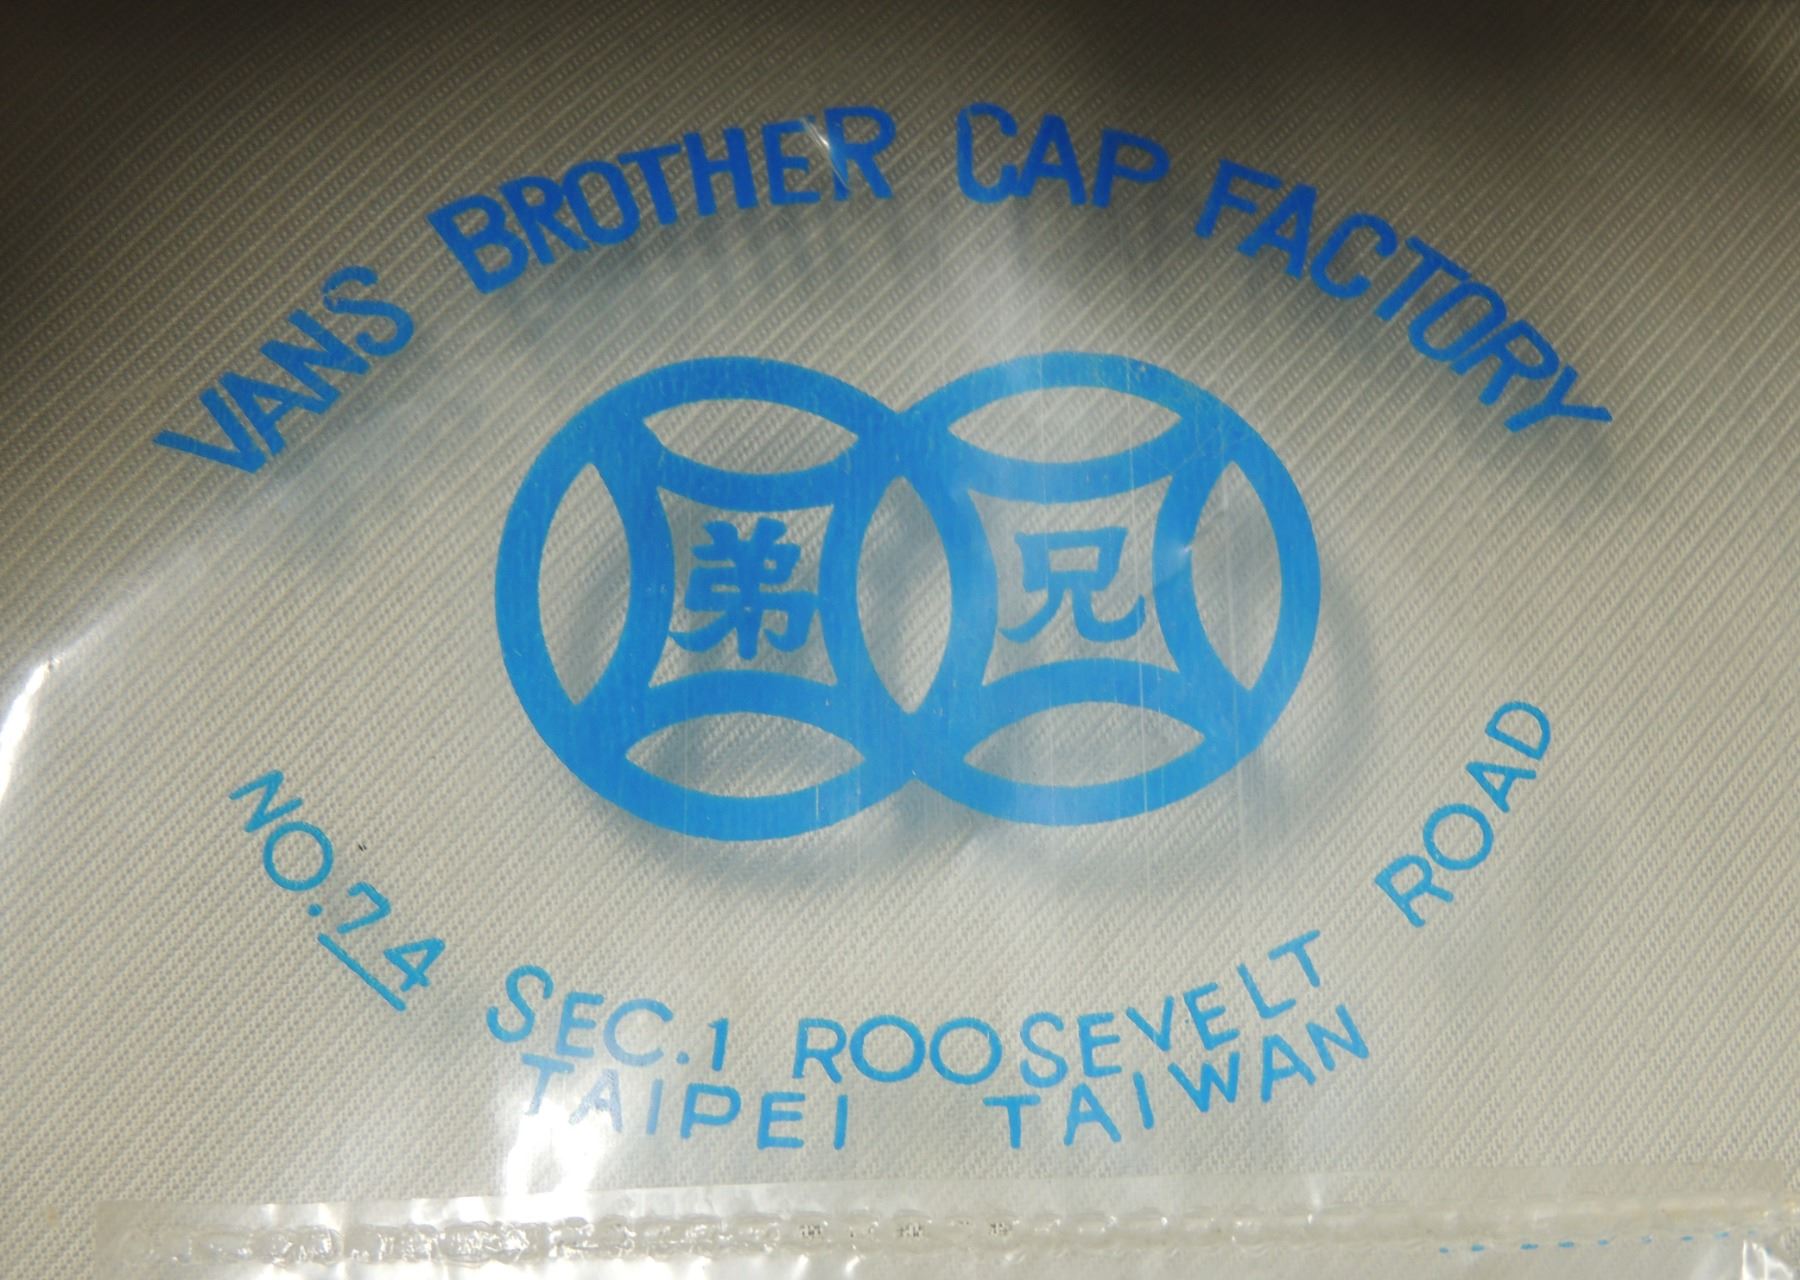 VANS BROTHER CAP FACTORY
弟 兄
NO.74 SEC.1 ROOSEVELT ROAD
TAIPEI TAIWAN